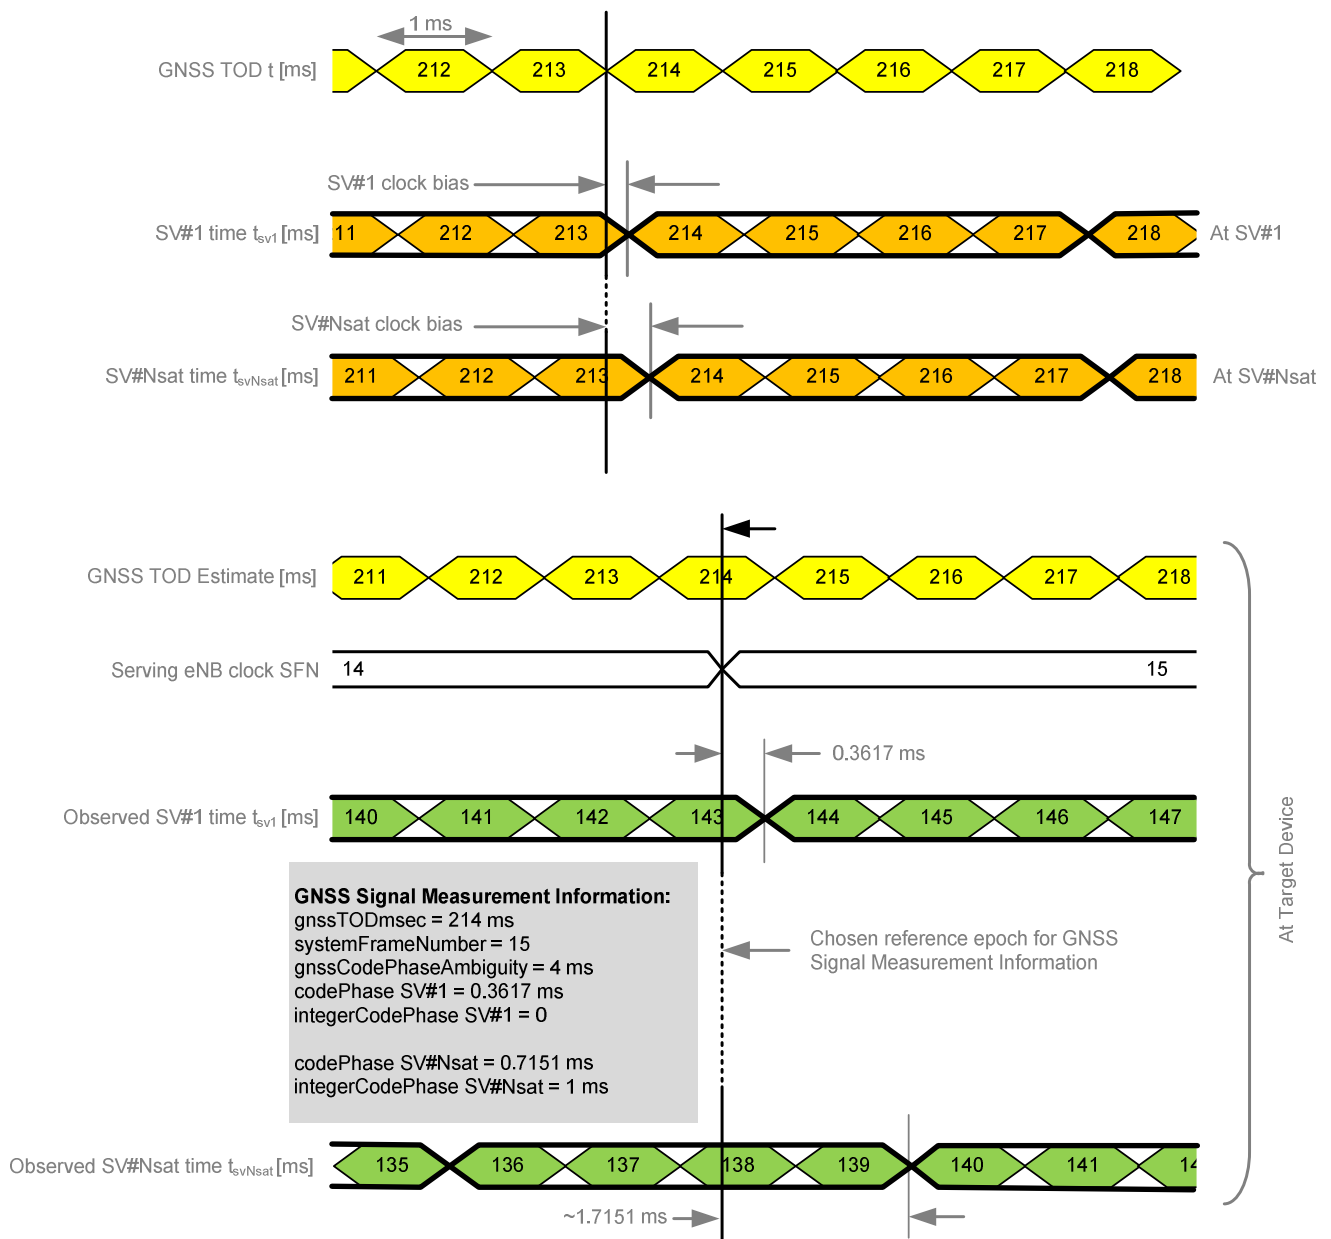 1 ms
GNSS TOD t [ms] 212 213 214 215 216 217 218
SV#1 clock bias
SV#1 time tsv1 [ms] 11 212 213 214 215 216 217 218 At SV#1
SV#Nsat clock bias
SV#Nsat time tsvNsat [ms] 211 212 213 214 215 216 217 218 At SV#Nsat
GNSS TOD Estimate [ms] 211 212 213 214 215 216 217 218
Serving eNB clock SFN 14 15
0.3617 ms
Observed SV#1 time tsv1 [ms] 140 141 142 143 144 145 146 147
At Target Device
GNSS Signal Measurement Information:
gnssTODmsec = 214 ms
systemFrameNumber = 15
gnssCodePhaseAmbiguity = 4 ms
codePhase SV#1 = 0.3617 ms
integerCodePhase SV#1 = 0
codePhase SV#Nsat = 0.7151 ms
integerCodePhase SV#Nsat = 1 ms
Chosen reference epoch for GNSS
Signal Measurement Information
Observed SV#Nsat time tsvNsat [ms] 135 136 137 138 139 140 141 14
~1.7151 ms